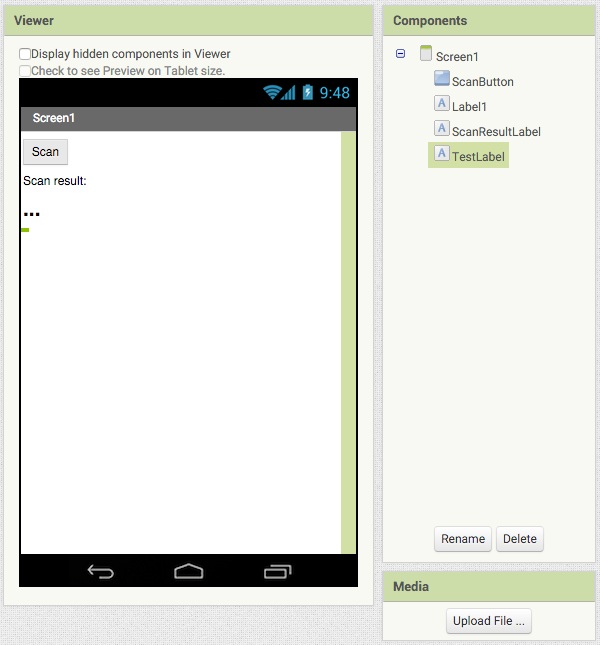 Viewer
Display hidden components in Viewer
Check to see Preview on Tablet size.
9:48
Screen1
Scan
Scan result:
...
Components
Screen1
ScanButton
A Label1
A ScanResultLabel
A TestLabel
Rename Delete
Media
Upload File ...